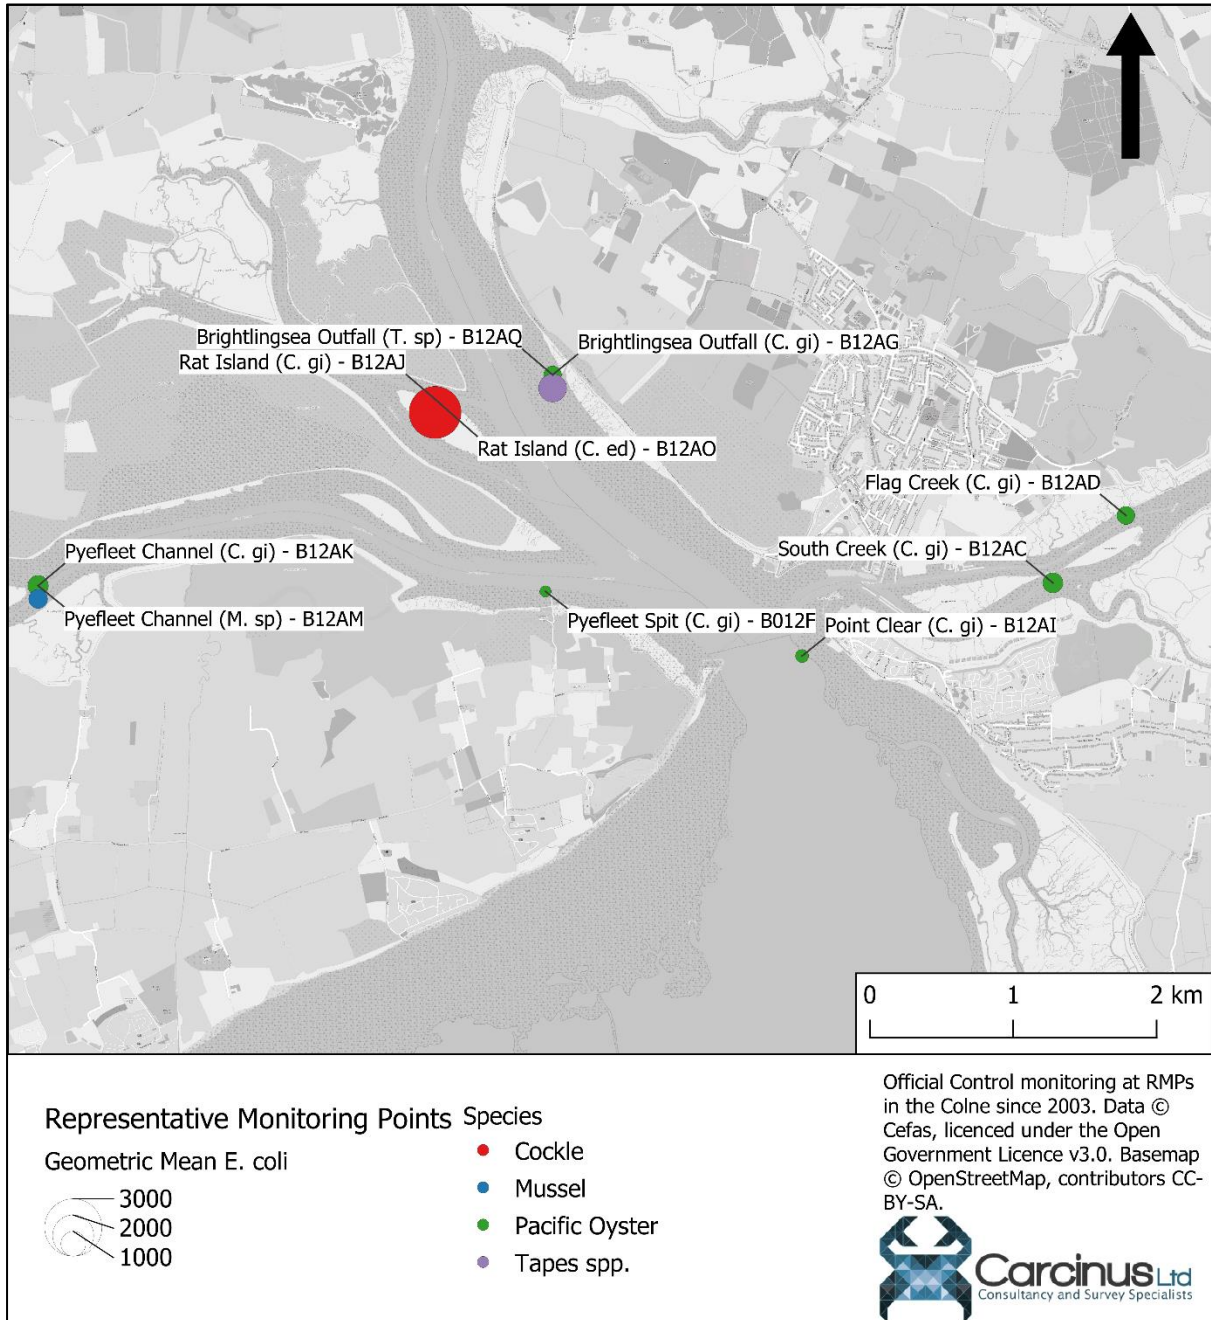 Brightlingsea Outfall (T. sp) - B12AQ
Brightlingsea Outfall (C. gi) - B12AG
Rat Island (C. gi) - B12AJ
Rat Island (C. ed) - B12AO
Flag Creek (C. gi) - B12AD
Pyefleet Channel (C. gi) - B12AK
South Creek (C. gi) - B12AC
Pyefleet Channel (M. sp) - B12AM
Pyefleet Spit (C. gi) - B012F
Point Clear (C. gi) - B12AI
0 1 2 km
Representative Monitoring Points
Geometric Mean E. coli
3000
2000
1000
Species
Cockle
Mussel
Pacific Oyster
Tapes spp.
Official Control monitoring at RMPs
in the Colne since 2003. Data ©
Cefas, licenced under the Open
Government Licence v3.0. Basemap
© OpenStreetMap, contributors CC-
BY-SA.
Carcinus Ltd
Consultancy and Survey Specialists